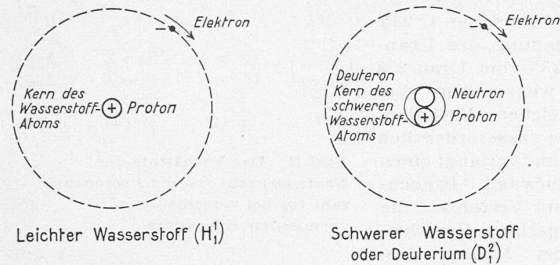 Elektron
Kern des
Wasserstoff-
Atoms
Proton
Leichter Wasserstoff (H₁¹)
Elektron
Deuteron
Kern des
schweren
Wasserstoff-
Atoms
Neutron
Proton
Schwerer Wasserstoff
oder Deuterium (D₁²)